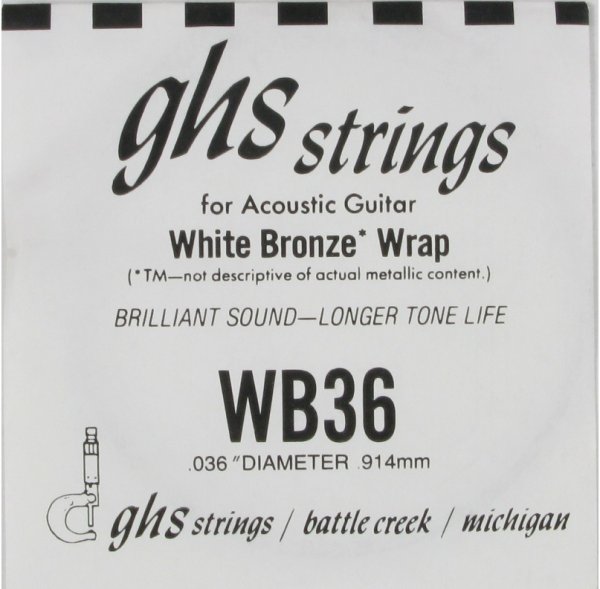 ghs strings
for Acoustic Guitar
White Bronze* Wrap
(*TM—not descriptive of actual metallic content.)
BRILLIANT SOUND—LONGER TONE LIFE
WB36
.036 "DIAMETER .914mm
ghs strings / battle creek / michigan